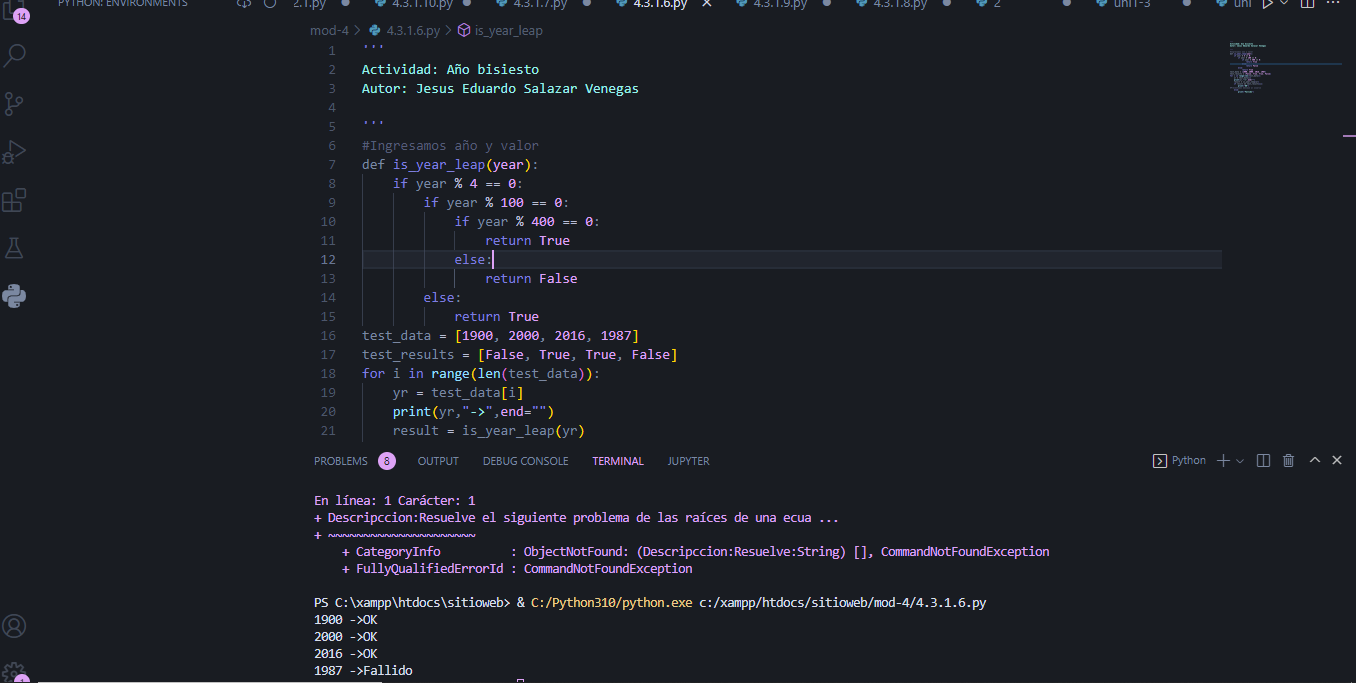 PYTHON: ENVIRONMENTS
2.1.py
4.3.1.10.py
4.3.1.7.py
4.3.1.6.py
4.3.1.9.py
4.3.1.8.py
2
uni1-3
uni
14
mod-4 > 4.3.1.6.py > is_year_leap
1 '''
2 Actividad: Año bisiesto
3 Autor: Jesus Eduardo Salazar Venegas
4
5 '''
6 #Ingresamos año y valor
7 def is_year_leap(year):
8 if year % 4 == 0:
9 if year % 100 == 0:
10 if year % 400 == 0:
11 return True
12 else:
13 return False
14 else:
15 return True
16 test_data = [1900, 2000, 2016, 1987]
17 test_results = [False, True, True, False]
18 for i in range(len(test_data)):
19 yr = test_data[i]
20 print(yr,"->",end="")
21 result = is_year_leap(yr)
PROBLEMS 8 OUTPUT DEBUG CONSOLE TERMINAL JUPYTER Python
En línea: 1 Carácter: 1
+ Descripccion:Resuelve el siguiente problema de las raíces de una ecua ...
+ ~~~~~~~~~~~~~~~~~~~~~
+ CategoryInfo : ObjectNotFound: (Descripccion:Resuelve:String) [], CommandNotFoundException
+ FullyQualifiedErrorId : CommandNotFoundException
PS C:\xampp\htdocs\sitioweb> & C:/Python310/python.exe c:/xampp/htdocs/sitioweb/mod-4/4.3.1.6.py
1900 ->OK
2000 ->OK
2016 ->OK
1987 ->Fallido